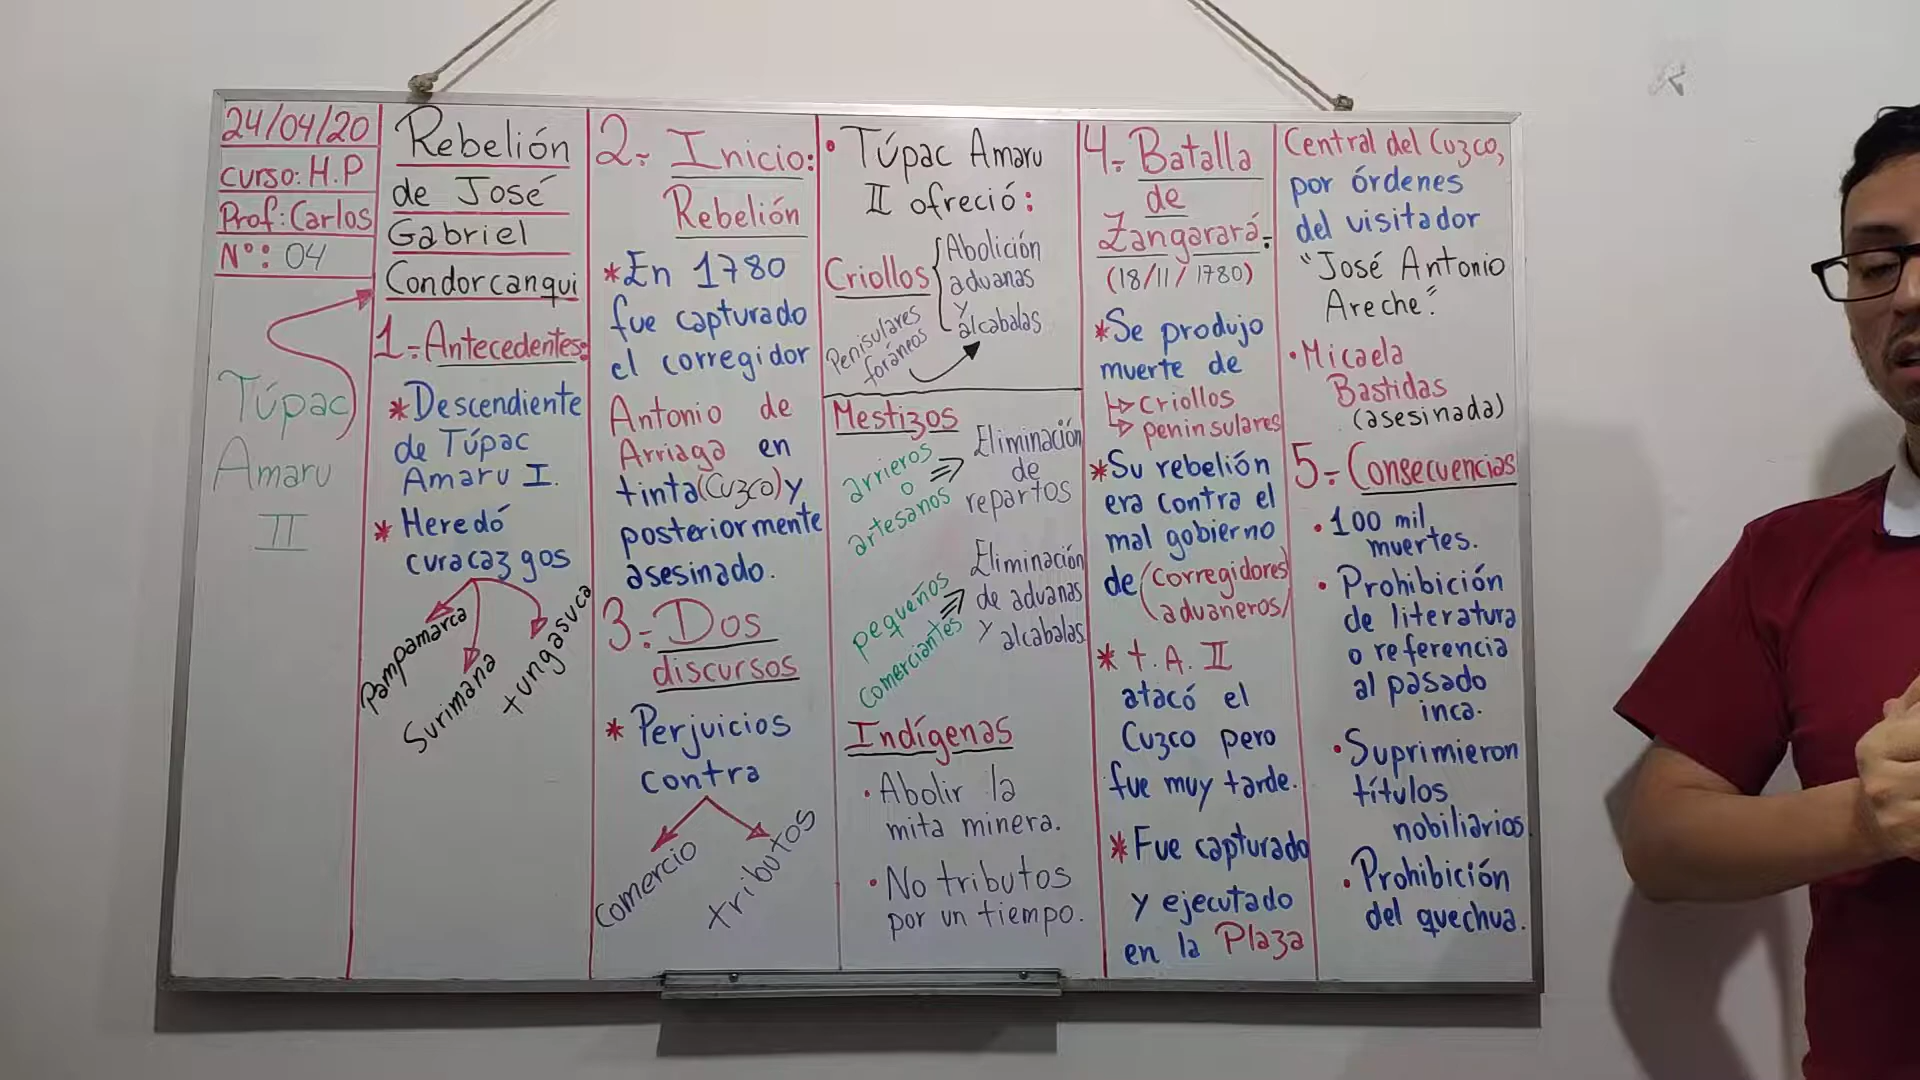 24/04/20
curso: H.P
Prof: Carlos
N°: 04
Túpac
Amaru
II
Rebelión
de José
Gabriel
Condorcanqui
1.- Antecedentes:
* Descendiente
de Túpac
Amaru I.
* Heredó
curacazgos
Pampamarca
Surimana
tungasuca
2.- Inicio:
Rebelión
* En 1780
fue capturado
el corregidor
Antonio de
Arriaga en
tinta (Cuzco) y
posteriormente
asesinado.
3.- Dos
discursos
* Perjuicios
contra
Comercio
tributos
• Túpac Amaru
II ofreció:
Criollos
Abolición
aduanas
y
alcabalas
Penisulares
foráneos
Mestizos
arrieros
o
artesanos
Eliminación
de
repartos
pequeños
comerciantes
Eliminación
de aduanas
y alcabalas
Indígenas
• Abolir la
mita minera.
• No tributos
por un tiempo.
4.- Batalla
de
Zangarará:
(18/11/1780)
* Se produjo
muerte de
criollos
peninsulares
* Su rebelión
era contra el
mal gobierno
de (corregidores
aduaneros)
* t. A. II
atacó el
Cuzco pero
fue muy tarde.
* Fue capturado
y ejecutado
en la Plaza
Central del Cuzco,
por órdenes
del visitador
"José Antonio
Areche".
• Micaela
Bastidas
(asesinada)
5.- Consecuencias
• 100 mil
muertes.
• Prohibición
de literatura
o referencia
al pasado
inca.
• Suprimieron
títulos
nobiliarios.
• Prohibición
del quechua.